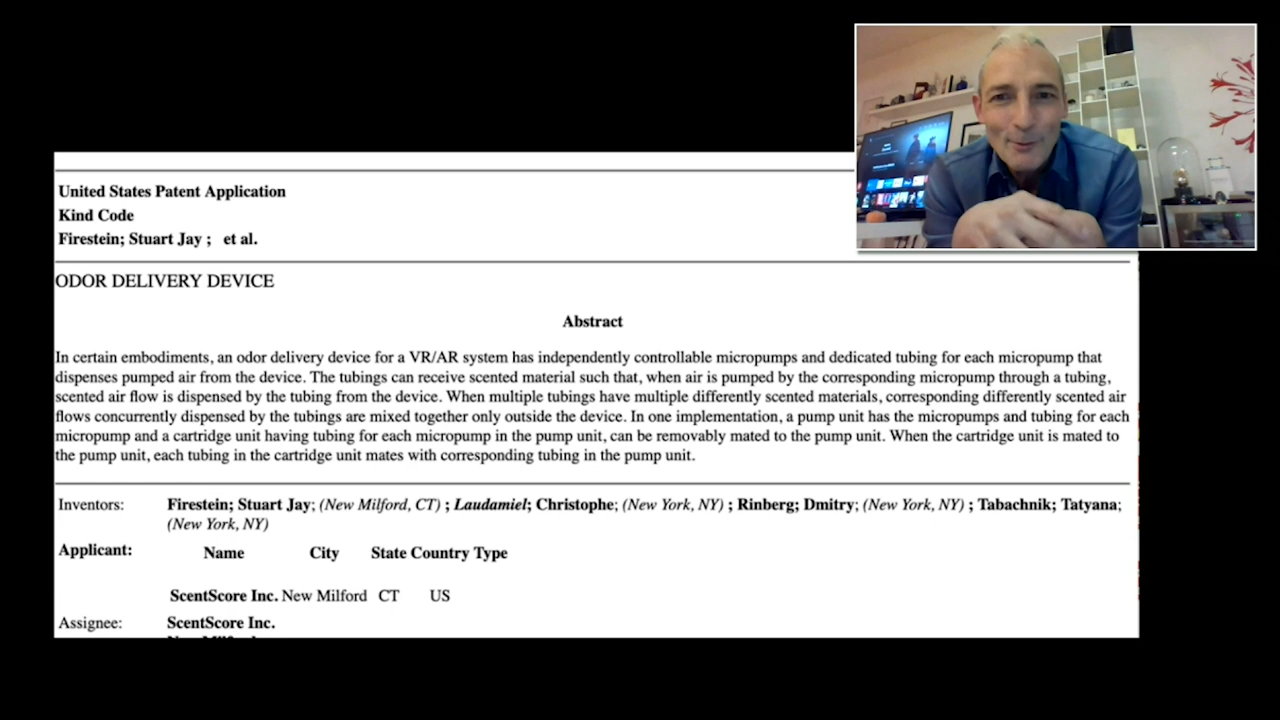 United States Patent Application
Kind Code
Firestein; Stuart Jay ; et al.
ODOR DELIVERY DEVICE
Abstract
In certain embodiments, an odor delivery device for a VR/AR system has independently controllable micropumps and dedicated tubing for each micropump that
dispenses pumped air from the device. The tubings can receive scented material such that, when air is pumped by the corresponding micropump through a tubing,
scented air flow is dispensed by the tubing from the device. When multiple tubings have multiple differently scented materials, corresponding differently scented air
flows concurrently dispensed by the tubings are mixed together only outside the device. In one implementation, a pump unit has the micropumps and tubing for each
micropump and a cartridge unit having tubing for each micropump in the pump unit, can be removably mated to the pump unit. When the cartridge unit is mated to
the pump unit, each tubing in the cartridge unit mates with corresponding tubing in the pump unit.
Inventors: Firestein; Stuart Jay; (New Milford, CT) ; Laudamiel; Christophe; (New York, NY) ; Rinberg; Dmitry; (New York, NY) ; Tabachnik; Tatyana;
(New York, NY)
Applicant: Name City State Country Type
ScentScore Inc. New Milford CT US
Assignee: ScentScore Inc.